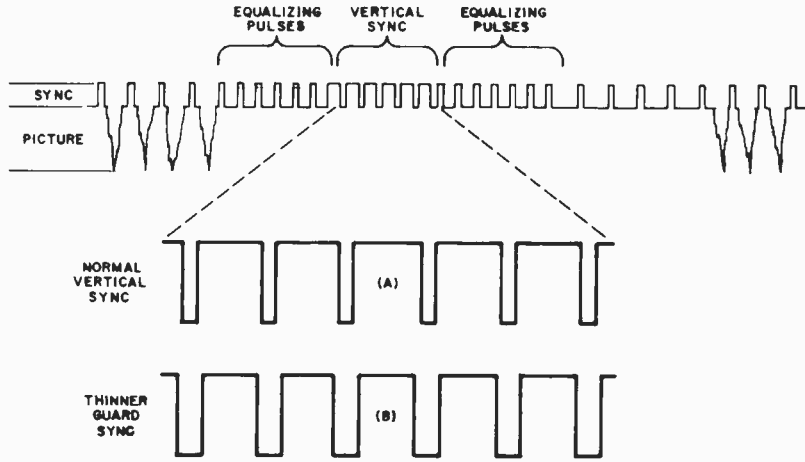 EQUALIZING
PULSES
VERTICAL
SYNC
EQUALIZING
PULSES
SYNC
PICTURE
NORMAL
VERTICAL
SYNC
(A)
THINNER
GUARD
SYNC
(B)